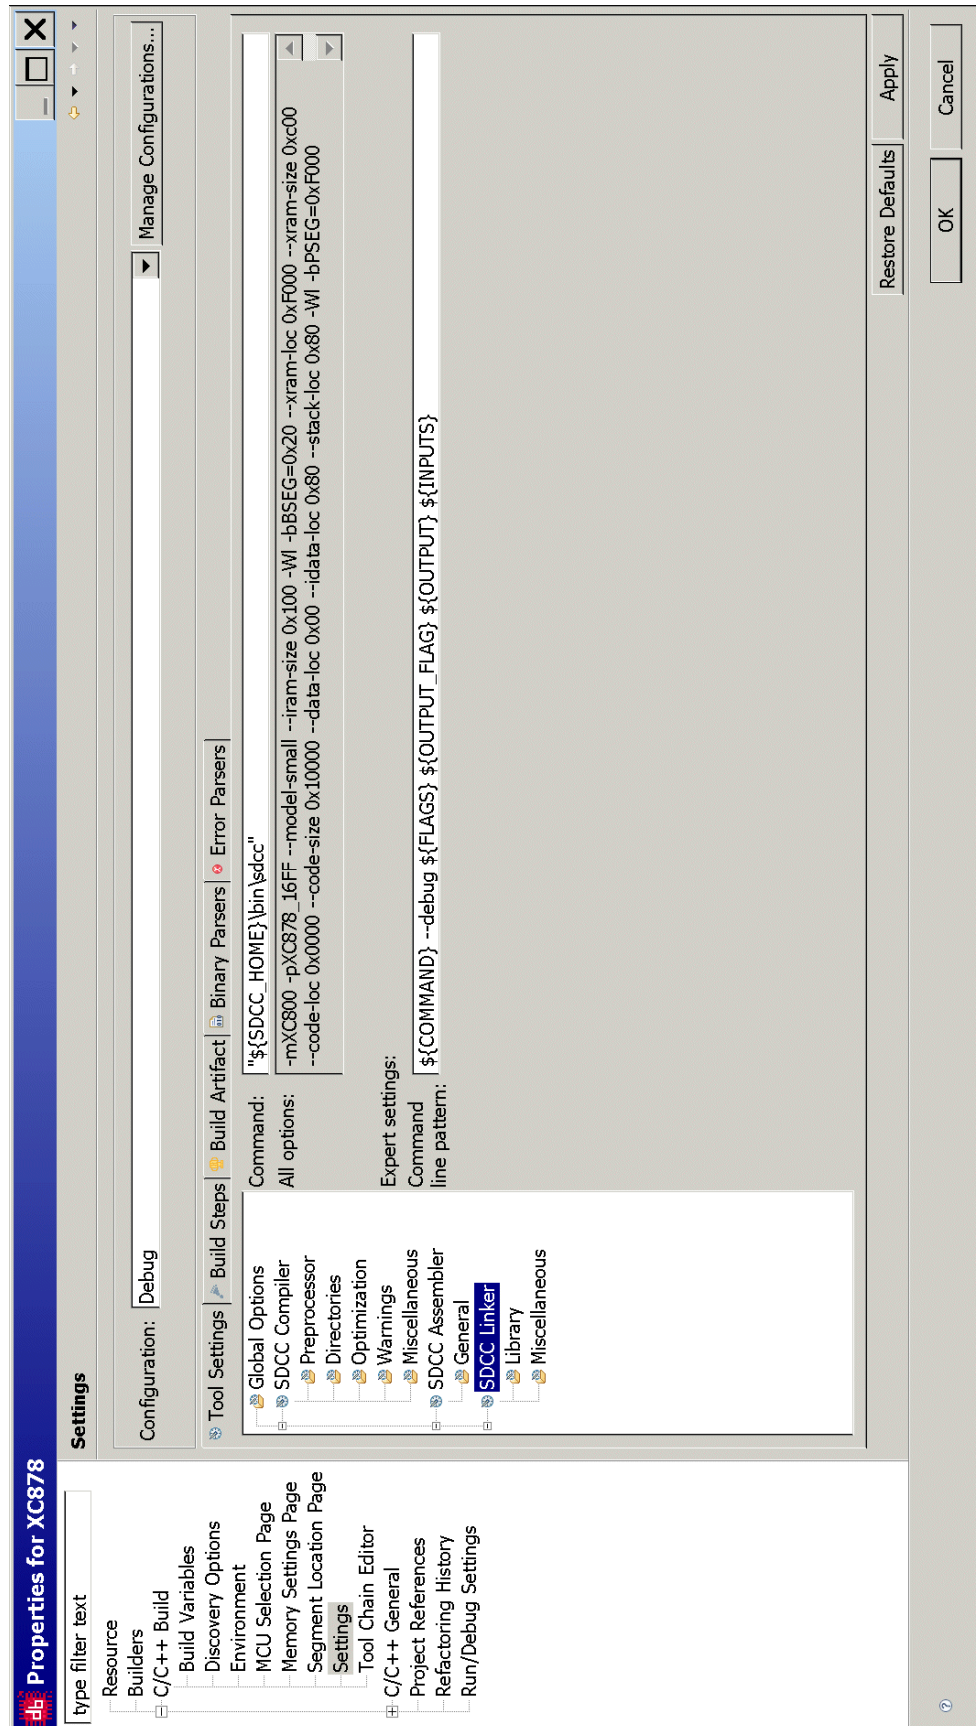 Properties for XC878
type filter text
Resource
Builders
C/C++ Build
Build Variables
Discovery Options
Environment
MCU Selection Page
Memory Settings Page
Segment Location Page
Settings
Tool Chain Editor
C/C++ General
Project References
Refactoring History
Run/Debug Settings
Settings
Configuration: Debug Manage Configurations...
Tool Settings Build Steps Build Artifact Binary Parsers Error Parsers
Global Options
SDCC Compiler
Preprocessor
Directories
Optimization
Warnings
Miscellaneous
SDCC Assembler
General
SDCC Linker
Library
Miscellaneous
Command: "${SDCC_HOME}\bin\sdcc"
All options: -mXC800 -pXC878_16FF --model-small --iram-size 0x100 -Wl -bBSEG=0x20 --xram-loc 0xF000 --xram-size 0xc00
--code-loc 0x0000 --code-size 0x10000 --data-loc 0x00 --idata-loc 0x80 --stack-loc 0x80 -Wl -bPSEG=0xF000
Expert settings:
Command
line pattern: ${COMMAND} --debug ${FLAGS} ${OUTPUT_FLAG} ${OUTPUT} ${INPUTS}
Restore Defaults Apply
OK Cancel